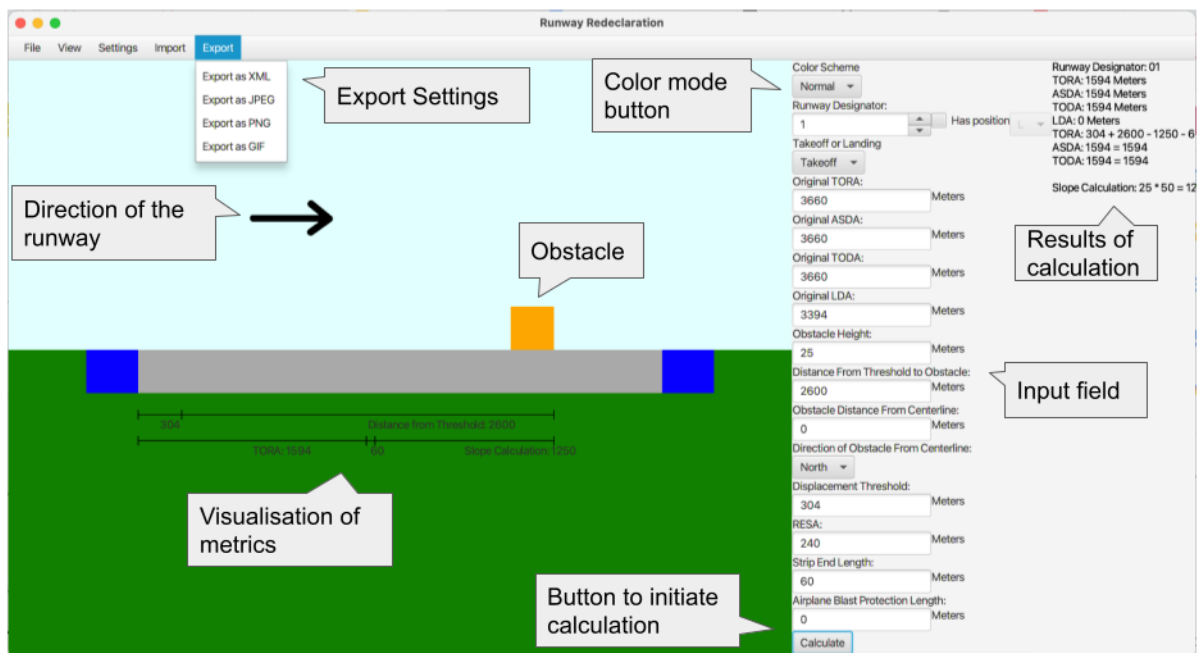 Runway Redeclaration
File View Settings Import Export
Export as XML
Export as JPEG
Export as PNG
Export as GIF
Export Settings
Color mode
button
Direction of the
runway
Obstacle
304
Distance from Threshold: 2600
TORA: 1594
60
Slope Calculation: 1250
Visualisation of
metrics
Button to initiate
calculation
Color Scheme
Normal
Runway Designator:
1
Has position
L
Takeoff or Landing
Takeoff
Original TORA:
3660 Meters
Original ASDA:
3660 Meters
Original TODA:
3660 Meters
Original LDA:
3394 Meters
Obstacle Height:
25 Meters
Distance From Threshold to Obstacle:
2600 Meters
Obstacle Distance From Centerline:
0 Meters
Direction of Obstacle From Centerline:
North
Displacement Threshold:
304 Meters
RESA:
240 Meters
Strip End Length:
60 Meters
Airplane Blast Protection Length:
0 Meters
Calculate
Runway Designator: 01
TORA: 1594 Meters
ASDA: 1594 Meters
TODA: 1594 Meters
LDA: 0 Meters
TORA: 304 + 2600 - 1250 - 6
ASDA: 1594 = 1594
TODA: 1594 = 1594
Slope Calculation: 25 * 50 = 12
Results of
calculation
Input field